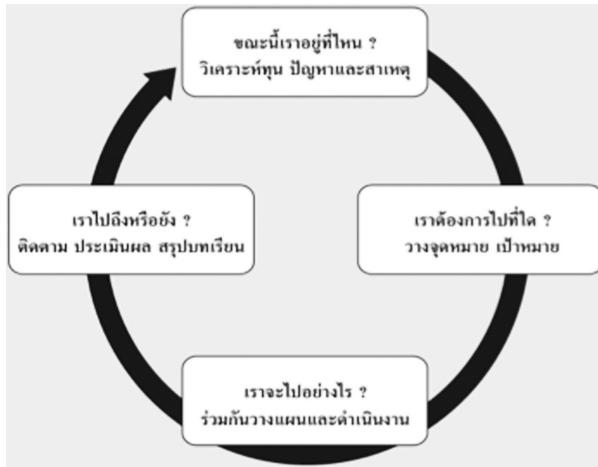 ขณะนี้เราอยู่ที่ไหน ?
วิเคราะห์ทุน ปัญหาและสาเหตุ
เราต้องการไปที่ใด ?
วางจุดหมาย เป้าหมาย
เราจะไปอย่างไร ?
ร่วมกันวางแผนและดำเนินงาน
เราไปถึงหรือยัง ?
ติดตาม ประเมินผล สรุปบทเรียน